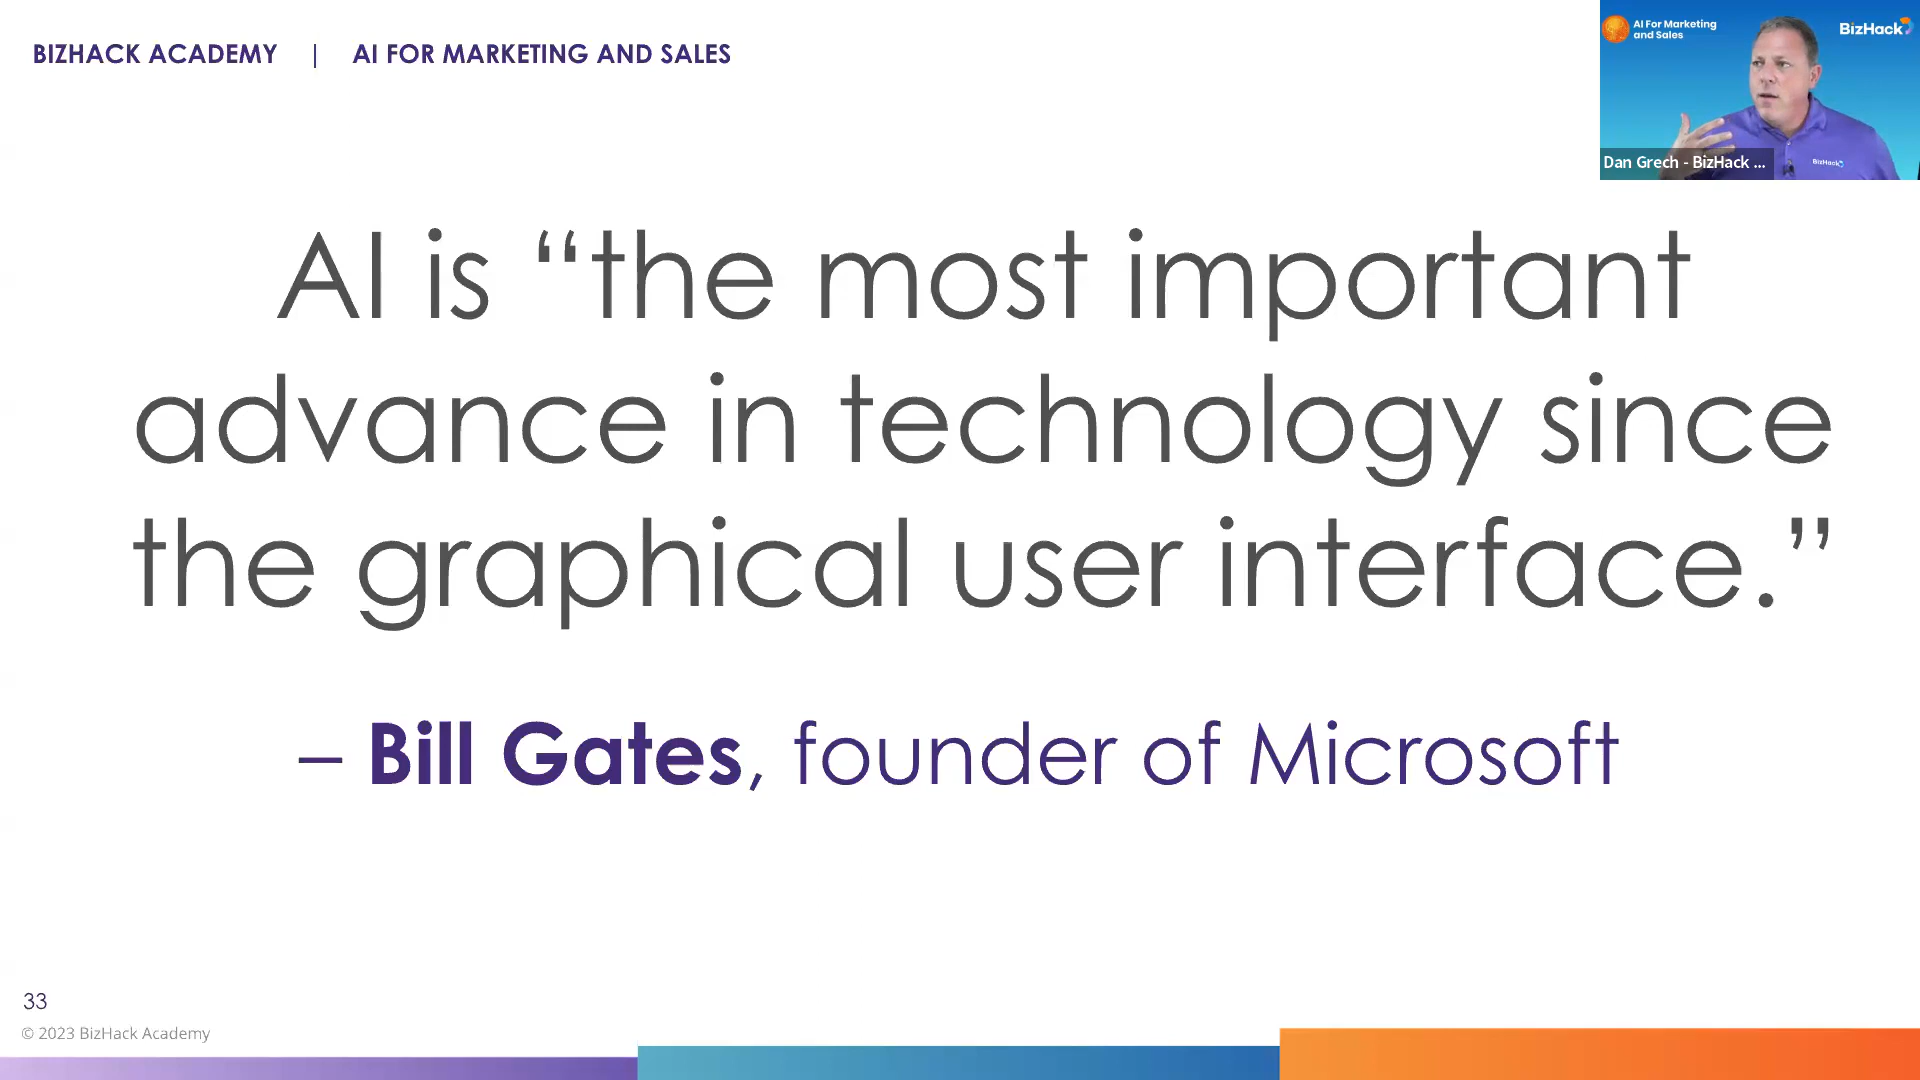 BIZHACK ACADEMY | AI FOR MARKETING AND SALES
AI For Marketing
and Sales
BizHack
BizHack
Dan Grech - BizHack ...
AI is “the most important
advance in technology since
the graphical user interface.”
– Bill Gates, founder of Microsoft
33
© 2023 BizHack Academy